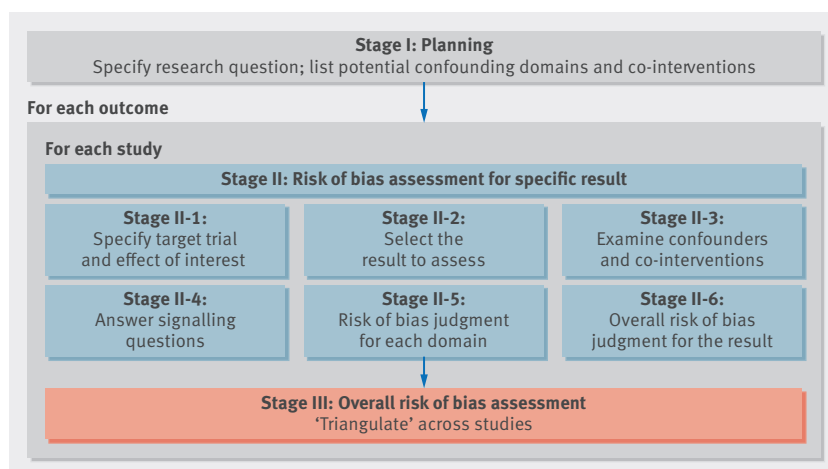 Stage I: Planning
Specify research question; list potential confounding domains and co-interventions
For each outcome
For each study
Stage II: Risk of bias assessment for specific result
Stage II-1:
Specify target trial
and effect of interest
Stage II-2:
Select the
result to assess
Stage II-3:
Examine confounders
and co-interventions
Stage II-4:
Answer signalling
questions
Stage II-5:
Risk of bias judgment
for each domain
Stage II-6:
Overall risk of bias
judgment for the result
Stage III: Overall risk of bias assessment
‘Triangulate’ across studies